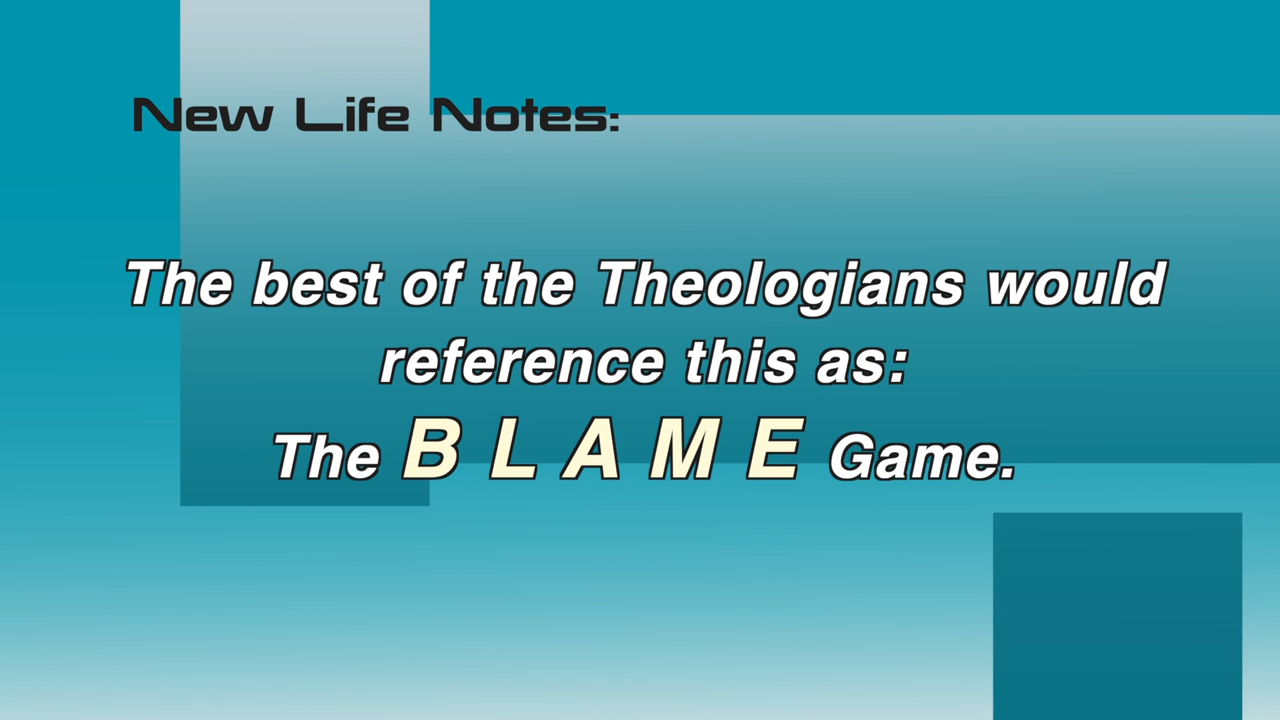 New Life Notes:
The best of the Theologians would
reference this as:
The B L A M E Game.